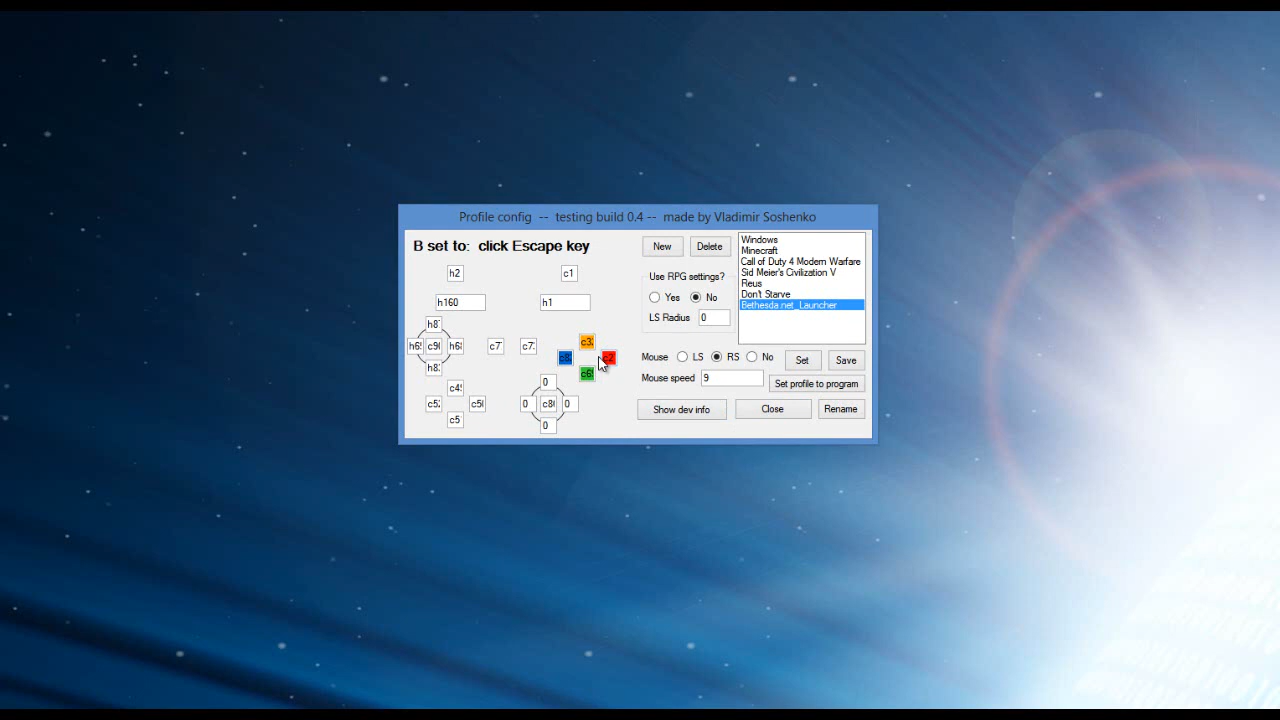 Profile config -- testing build 0.4 -- made by Vladimir Soshenko
B set to: click Escape key
New
Delete
Windows
Minecraft
Call of Duty 4 Modern Warfare
Sid Meier's Civilization V
Reus
Don't Starve
Bethesda.net_Launcher
h2
c1
Use RPG settings?
Yes
No
h160
h1
LS Radius
0
c7
Mouse
LS
RS
No
Set
Save
Mouse speed
9
Set profile to program
0
0
0
c5
0
Show dev info
Close
Rename